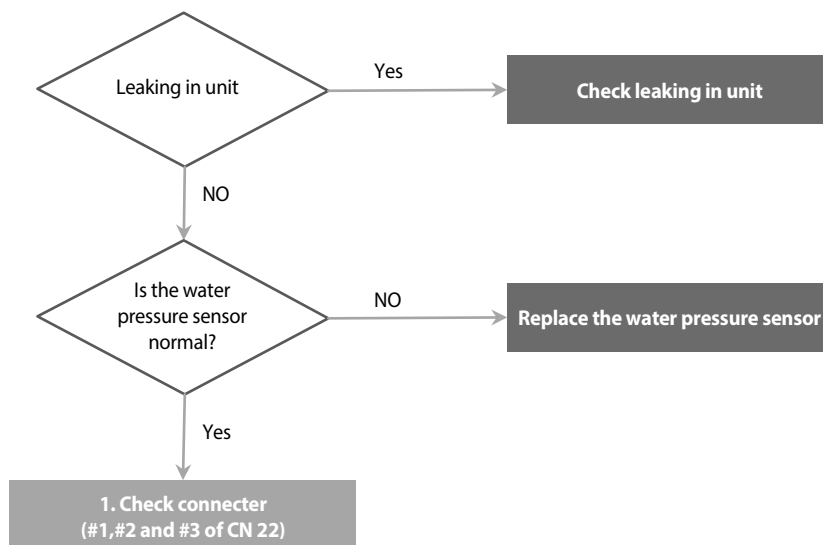 Leaking in unit
Yes
Check leaking in unit
NO
Is the water
pressure sensor
normal?
NO
Replace the water pressure sensor
Yes
1. Check connecter
(#1,#2 and #3 of CN 22)